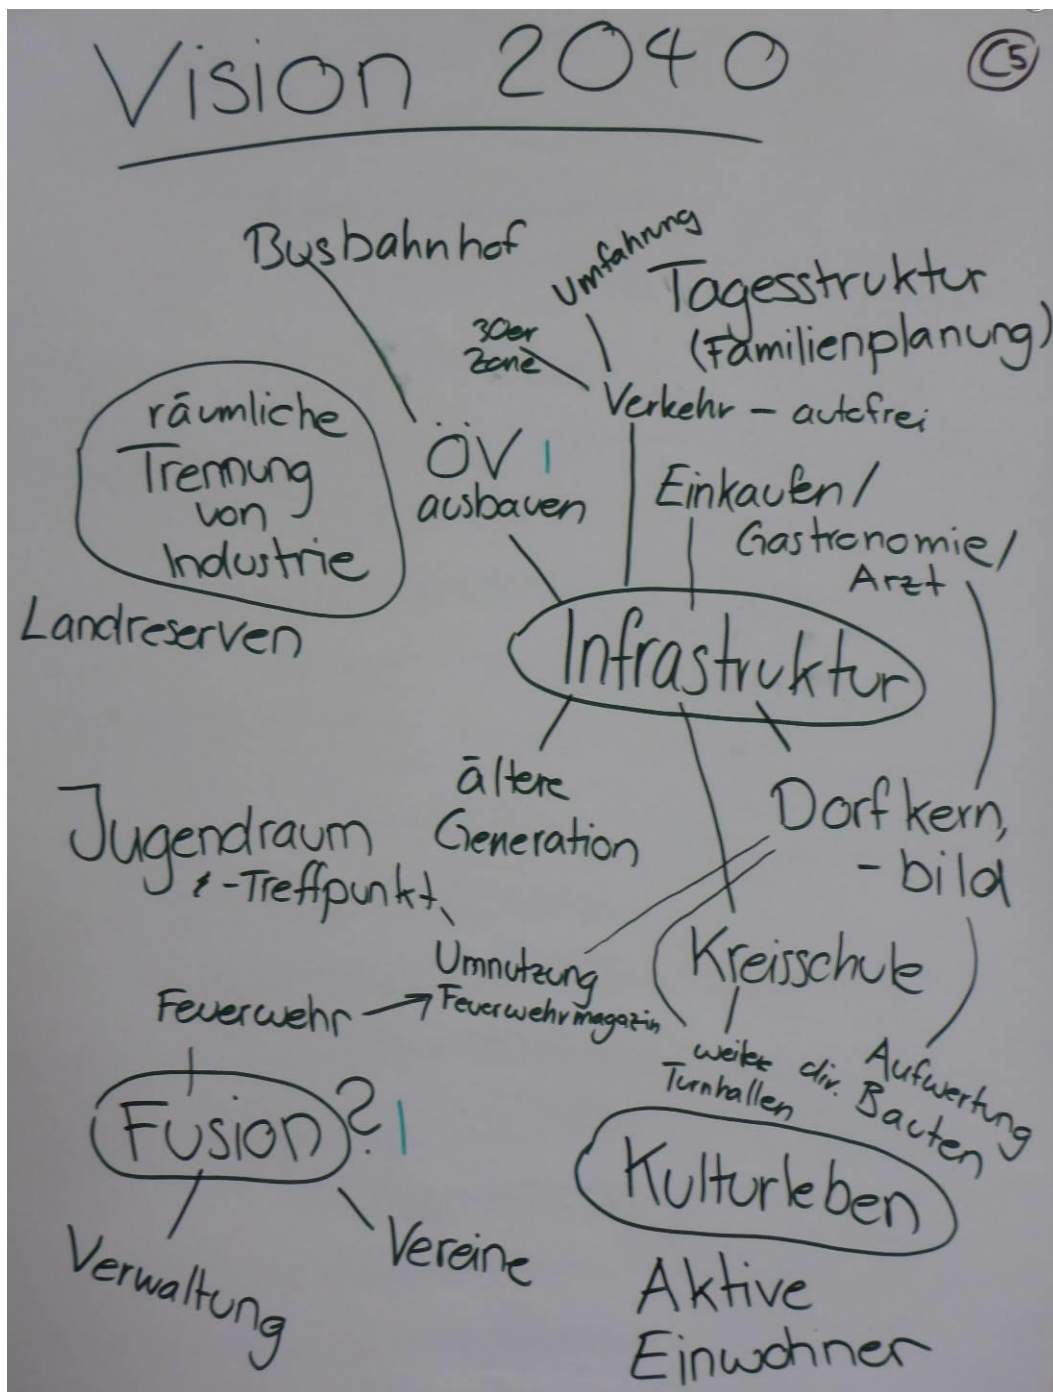 Vision 2040
C5
Busbahnhof
Umfahrung
Tagesstruktur
(Familienplanung)
30er
Zone
Verkehr - autofrei
räumliche
Trennung
von
Industrie
ÖV
ausbauen
Einkaufen/
Gastronomie/
Arzt
Landreserven
Infrastruktur
ältere
Generation
Dorfkern,
-bild
Jugendraum
& -Treffpunkt
Umnutzung
Feuerwehrmagazin
Kreisschule
Feuerwehr
weitere
Turnhallen
Aufwertung
div. Bauten
Fusion?
Kulturleben
Verwaltung
Vereine
Aktive
Einwohner